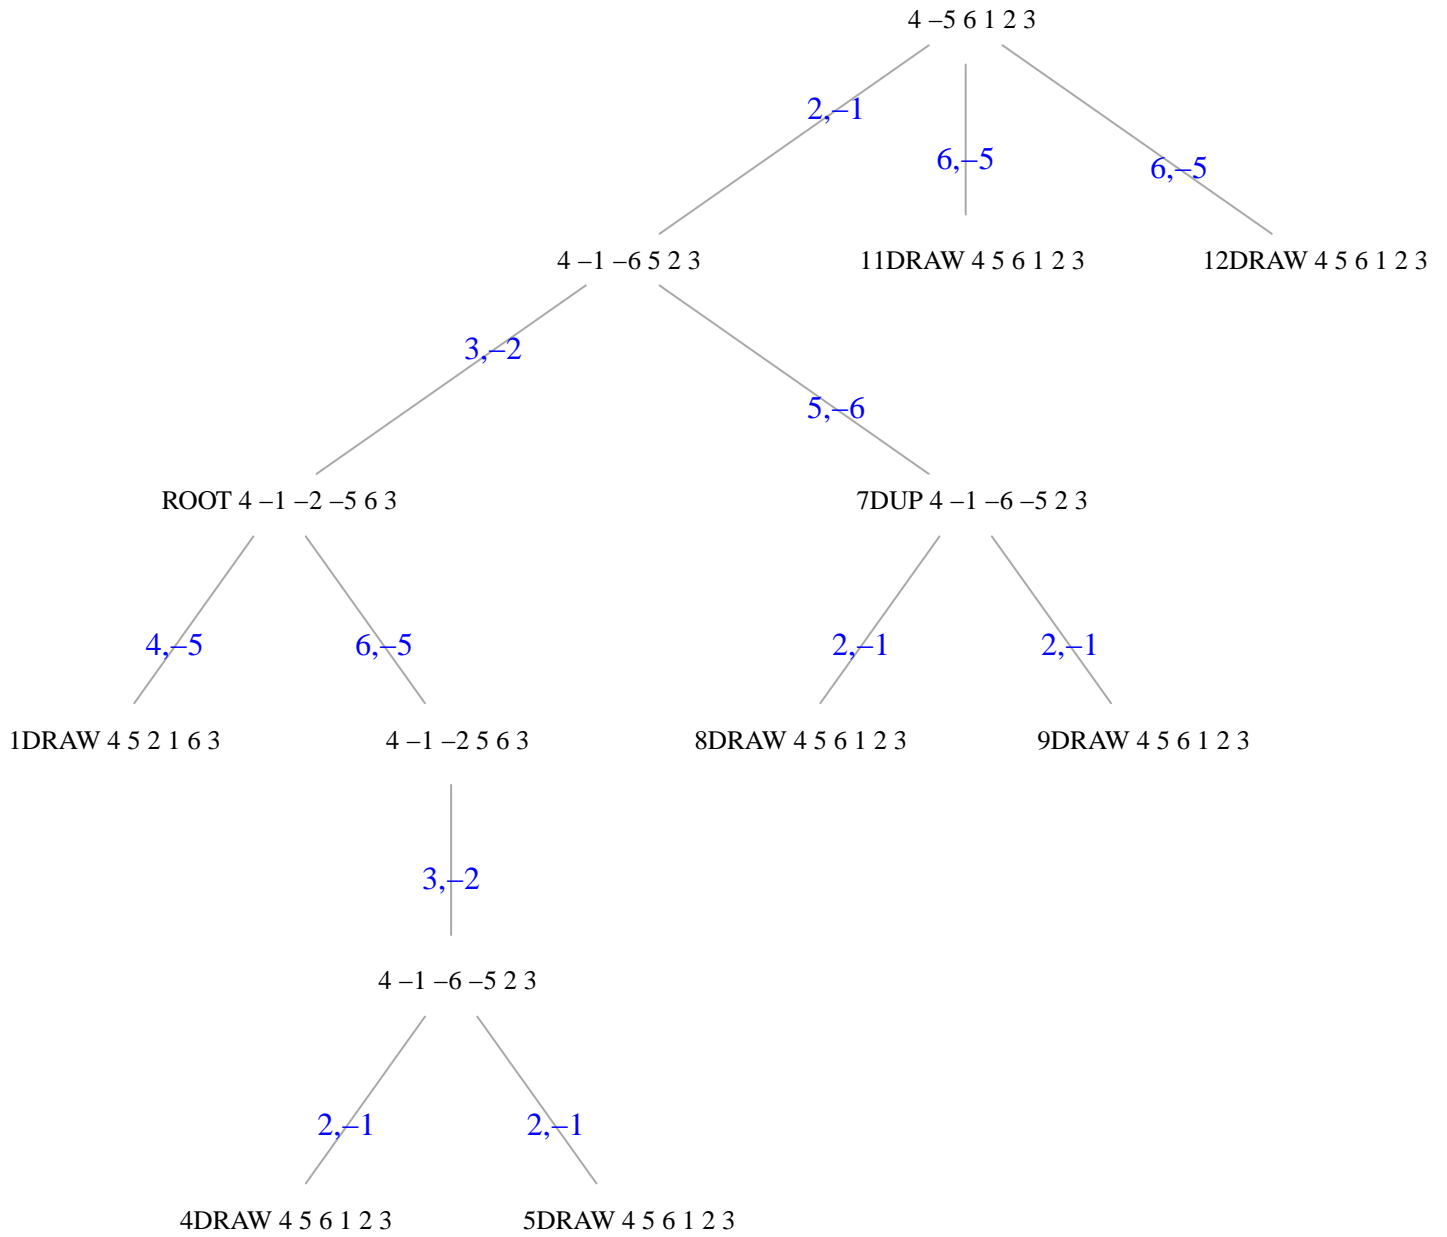 4 –5 6 1 2 3
2,–1
6,–5
6,–5
4 –1 –6 5 2 3
11DRAW 4 5 6 1 2 3
12DRAW 4 5 6 1 2 3
3,–2
5,–6
ROOT 4 –1 –2 –5 6 3
7DUP 4 –1 –6 –5 2 3
4,–5
6,–5
2,–1
2,–1
1DRAW 4 5 2 1 6 3
4 –1 –2 5 6 3
8DRAW 4 5 6 1 2 3
9DRAW 4 5 6 1 2 3
3,–2
4 –1 –6 –5 2 3
2,–1
2,–1
4DRAW 4 5 6 1 2 3
5DRAW 4 5 6 1 2 3